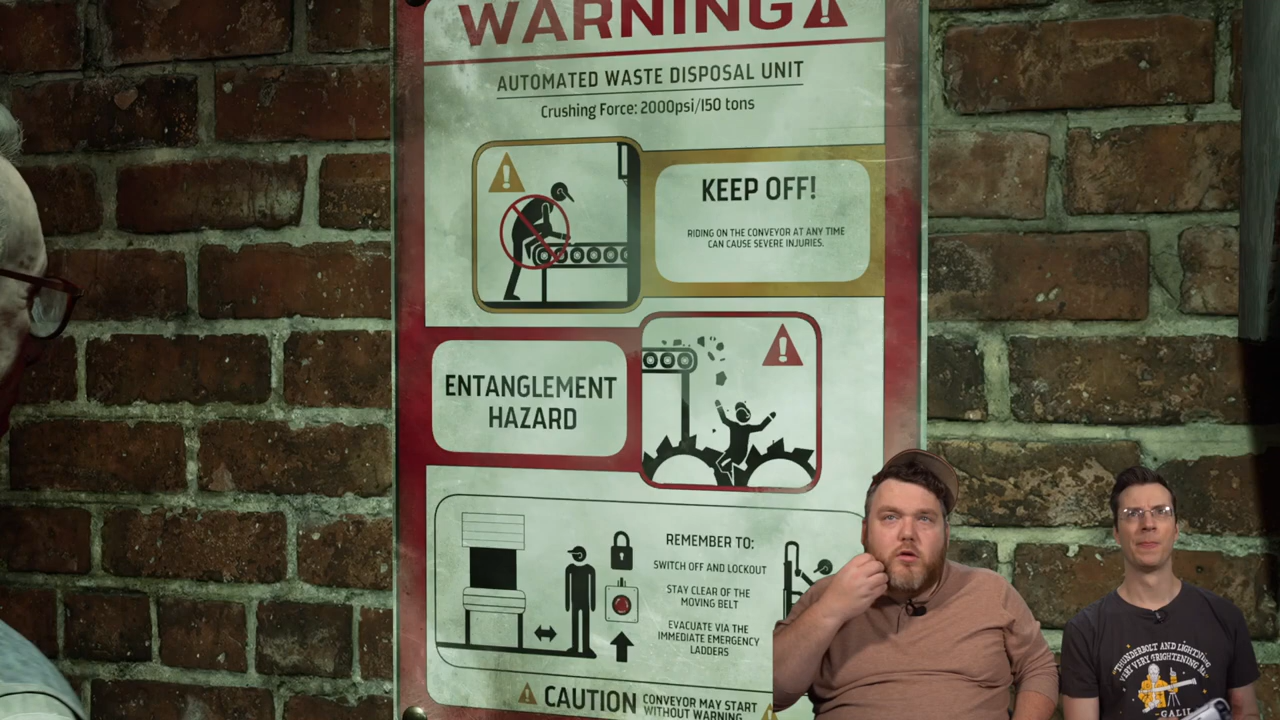 WARNING
AUTOMATED WASTE DISPOSAL UNIT
Crushing Force: 2000psi/150 tons
KEEP OFF!
RIDING ON THE CONVEYOR AT ANY TIME
CAN CAUSE SEVERE INJURIES.
ENTANGLEMENT
HAZARD
REMEMBER TO:
SWITCH OFF AND LOCKOUT
STAY CLEAR OF THE
MOVING BELT
EVACUATE VIA THE
IMMEDIATE EMERGENCY
LADDERS
CAUTION
CONVEYOR MAY START
WITHOUT WARNING
THUNDERBOLT AND LIGHTNING
VERY VERY FRIGHTENING ME